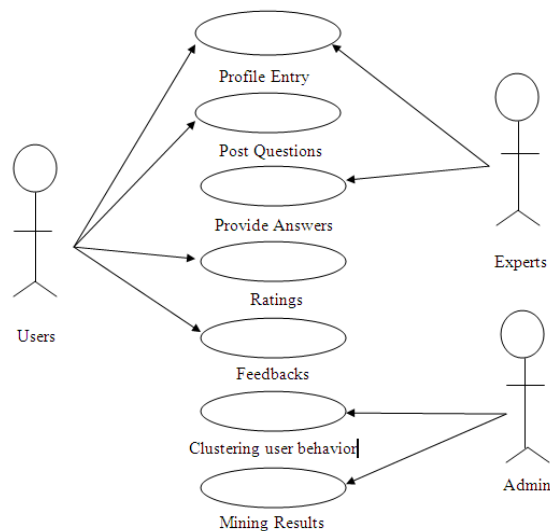 Profile Entry
Post Questions
Provide Answers
Experts
Ratings
Users
Feedbacks
Clustering user behavior
Admin
Mining Results